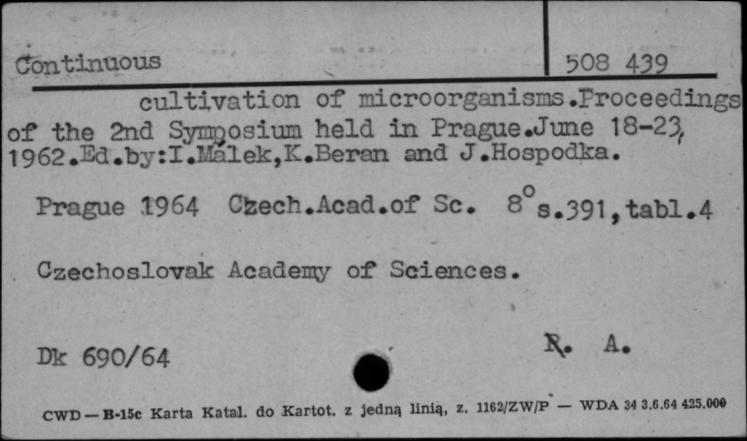 Continuous 508 439
cultivation of microorganisms.Proceedings
of the 2nd Symposium held in Prague.June 18-23,
1962.Ed.by:I.Málek,K.Beran and J.Hospodka.
Prague 1964 Czech.Acad.of Sc. 8° s.391,tabl.4
Czechoslovak Academy of Sciences.
Dk 690/64 R. A.
CWD — B-15c Karta Katal. do Kartot. z jedną linią, z. 1162/ZW/P — WDA 34 3.6.64 425.000